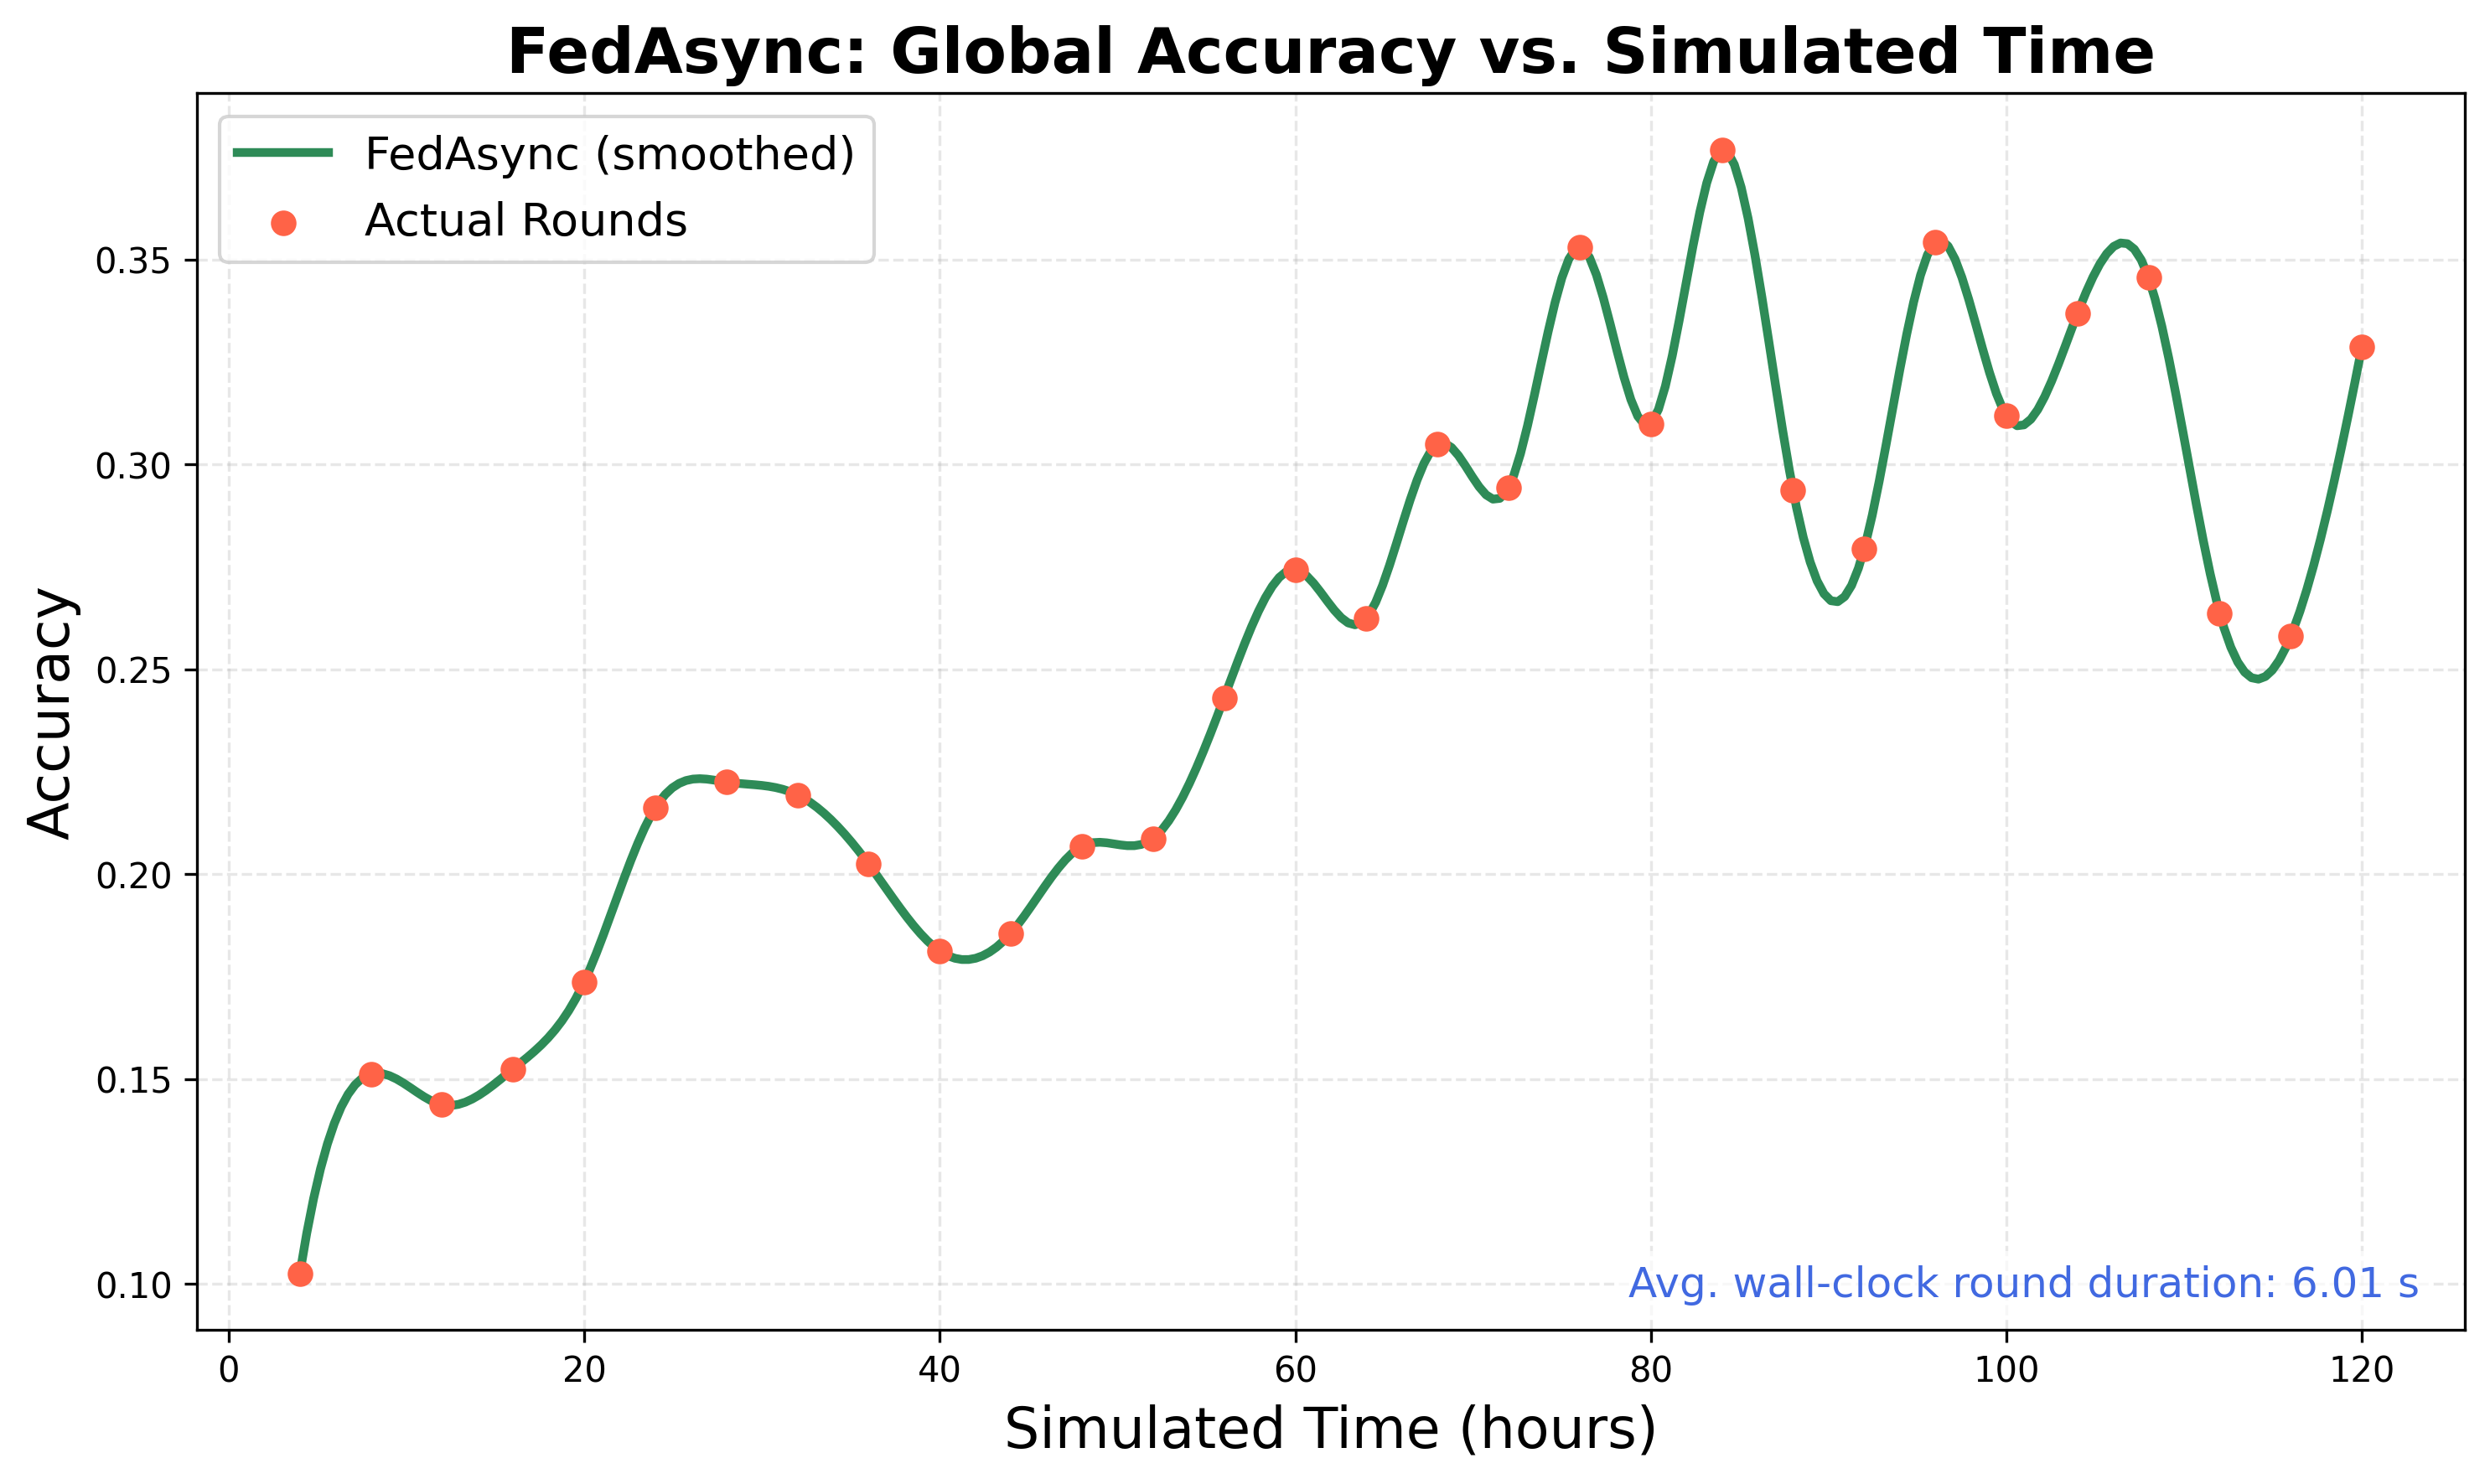 FedAsync: Global Accuracy vs. Simulated Time
FedAsync (smoothed)
Actual Rounds
Accuracy
0.35
0.30
0.25
0.20
0.15
0.10
Avg. wall-clock round duration: 6.01 s
0 20 40 60 80 100 120
Simulated Time (hours)